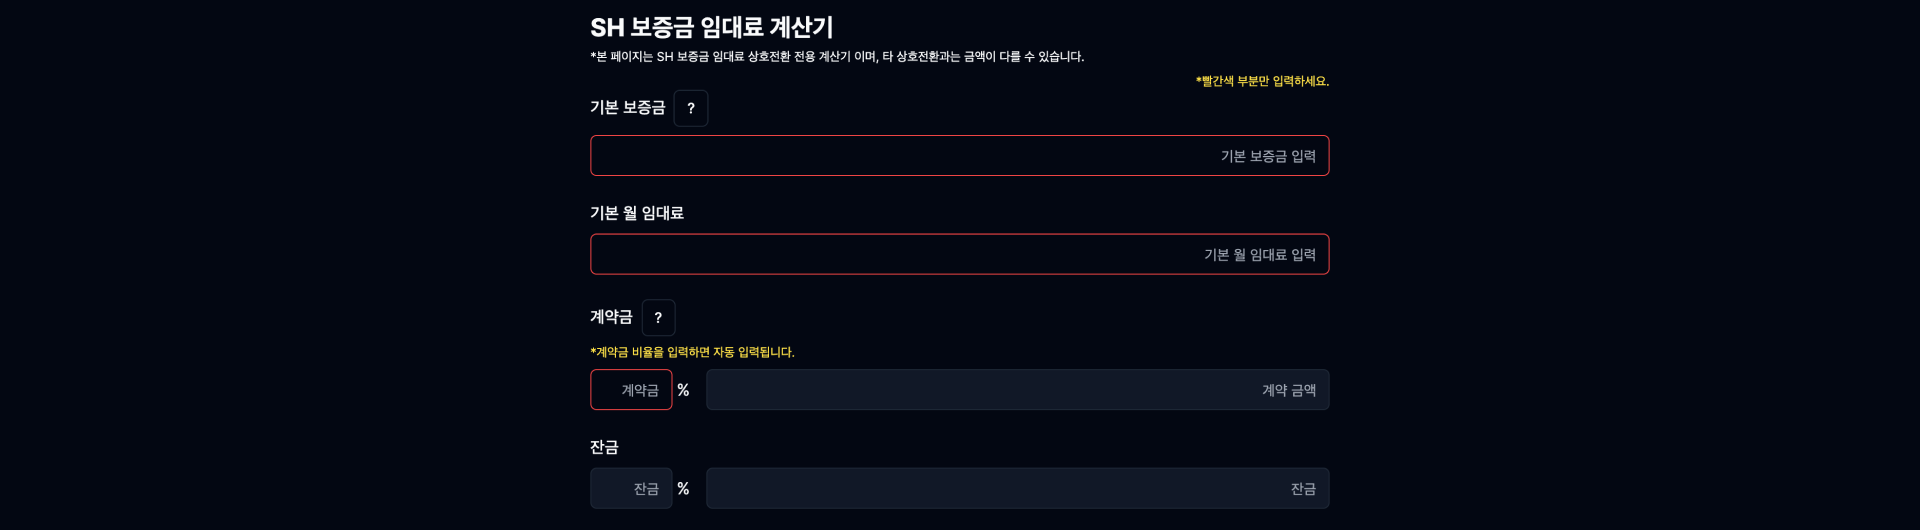 SH 보증금 임대료 계산기
*본 페이지는 SH 보증금 임대료 상호전환 전용 계산기 이며, 타 상호전환과는 금액이 다를 수 있습니다.
*빨간색 부분만 입력하세요.
기본 보증금 ?
기본 보증금 입력
기본 월 임대료
기본 월 임대료 입력
계약금 ?
*계약금 비율을 입력하면 자동 입력됩니다.
계약금 % 계약 금액
잔금
잔금 % 잔금